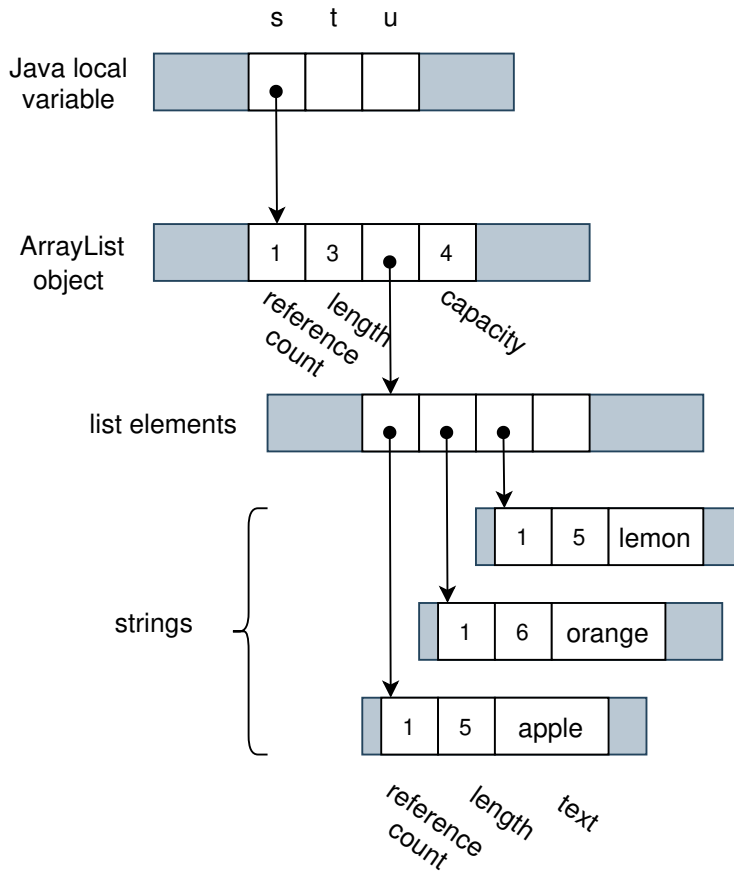 s t u
Java local
variable
ArrayList
object
1 3 4
reference
count
length
capacity
list elements
1 5 lemon
strings
1 6 orange
1 5 apple
reference
count
length
text